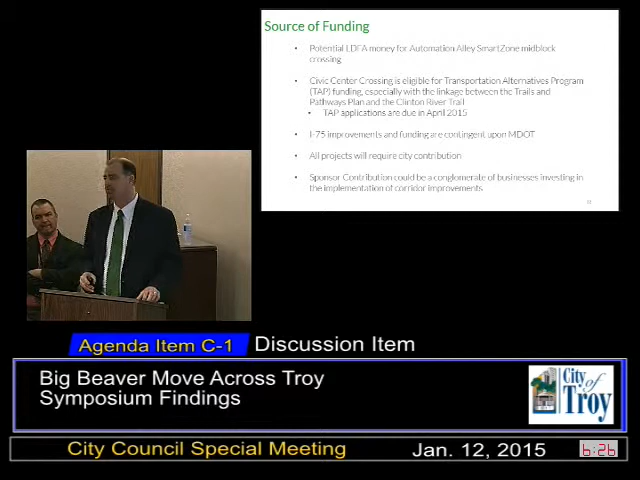 Source of Funding
• Potential LDFA money for Automation Alley SmartZone midblock
crossing
• Civic Center Crossing is eligible for Transportation Alternatives Program
(TAP) funding, especially with the linkage between the Trails and
Pathways Plan and the Clinton River Trail
• TAP applications are due in April 2015
• I-75 improvements and funding are contingent upon MDOT
• All projects will require city contribution
• Sponsor Contribution could be a conglomerate of businesses investing in
the implementation of corridor improvements
Agenda Item C-1 Discussion Item
Big Beaver Move Across Troy
Symposium Findings
City
of
Troy
City Council Special Meeting Jan. 12, 2015 6:26